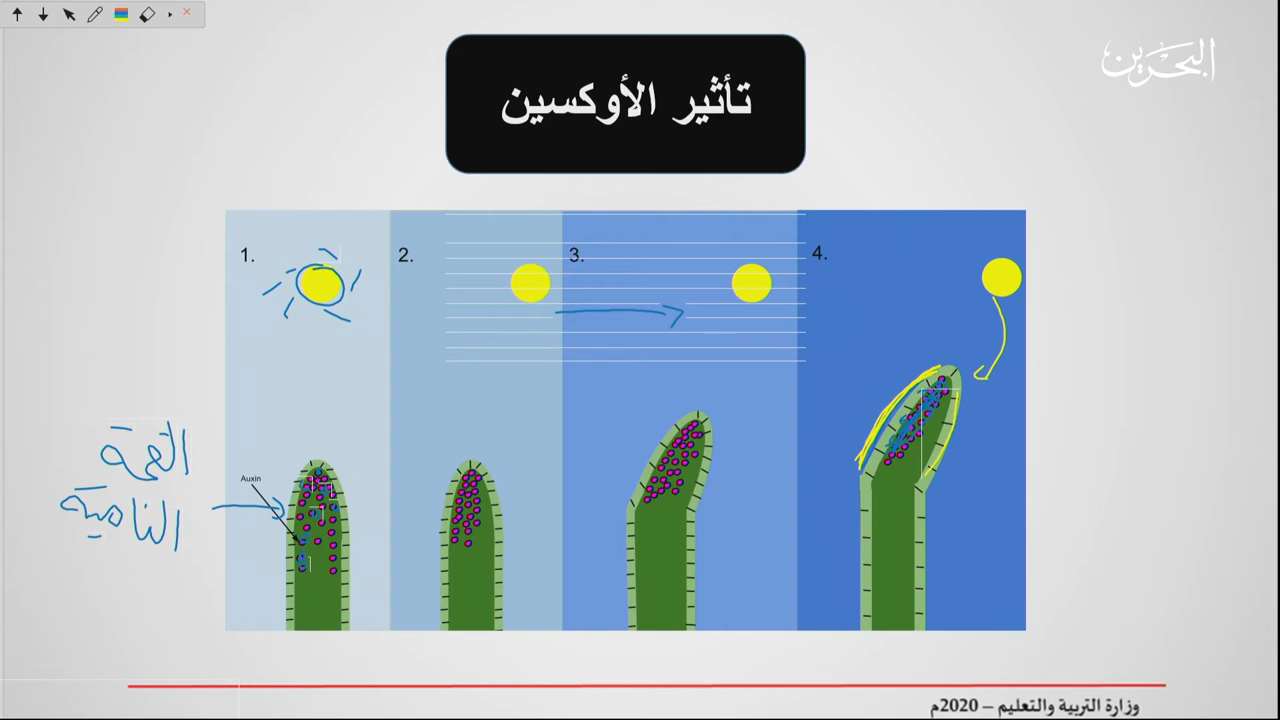 البحرين
تأثير الأوكسين
1.
2.
3.
4.
Auxin
القمة
النامية
وزارة التربية والتعليم – 2020م